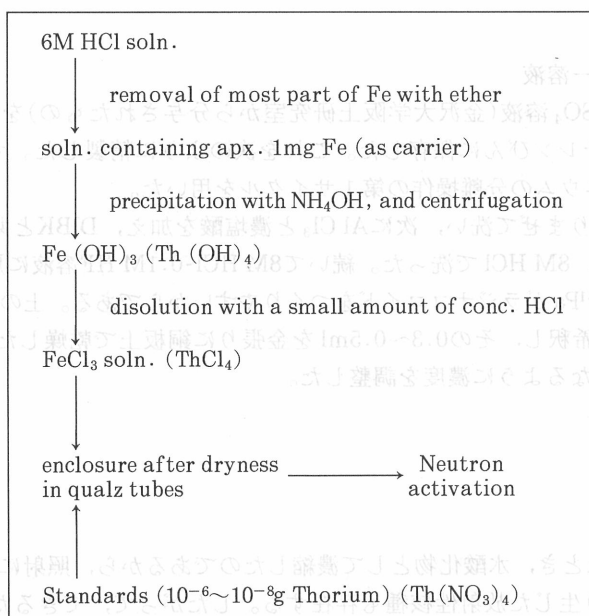 6M HCl soln.
removal of most part of Fe with ether
soln. containing apx. 1mg Fe (as carrier)
precipitation with NH₄OH, and centrifugation
Fe (OH)₃ (Th (OH)₄)
disolution with a small amount of conc. HCl
FeCl₃ soln. (ThCl₄)
enclosure after dryness
in qualz tubes
Neutron
activation
Standards (10⁻⁶~10⁻⁸g Thorium) (Th(NO₃)₄)